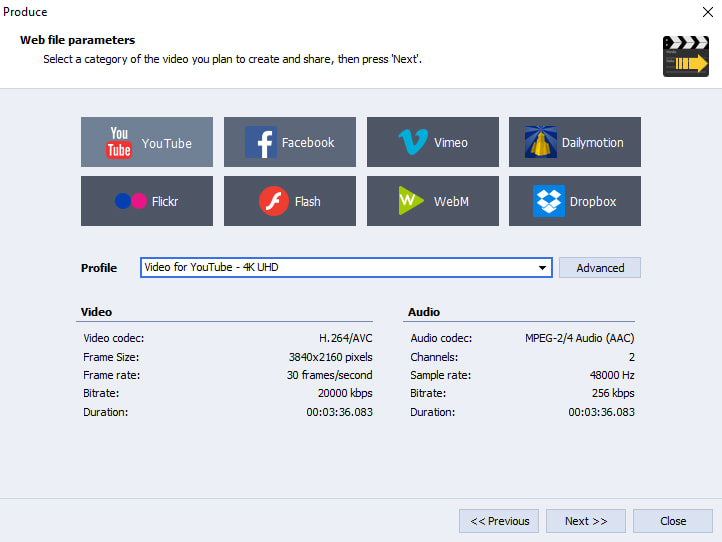 Produce
Web file parameters
Select a category of the video you plan to create and share, then press 'Next'.
You Tube YouTube
f Facebook
Vimeo
Dailymotion
Flickr
Flash
WebM
Dropbox
Profile Video for YouTube - 4K UHD Advanced
Video
Video codec: H.264/AVC
Frame Size: 3840x2160 pixels
Frame rate: 30 frames/second
Bitrate: 20000 kbps
Duration: 00:03:36.083
Audio
Audio codec: MPEG-2/4 Audio (AAC)
Channels: 2
Sample rate: 48000 Hz
Bitrate: 256 kbps
Duration: 00:03:36.083
<< Previous Next >> Close